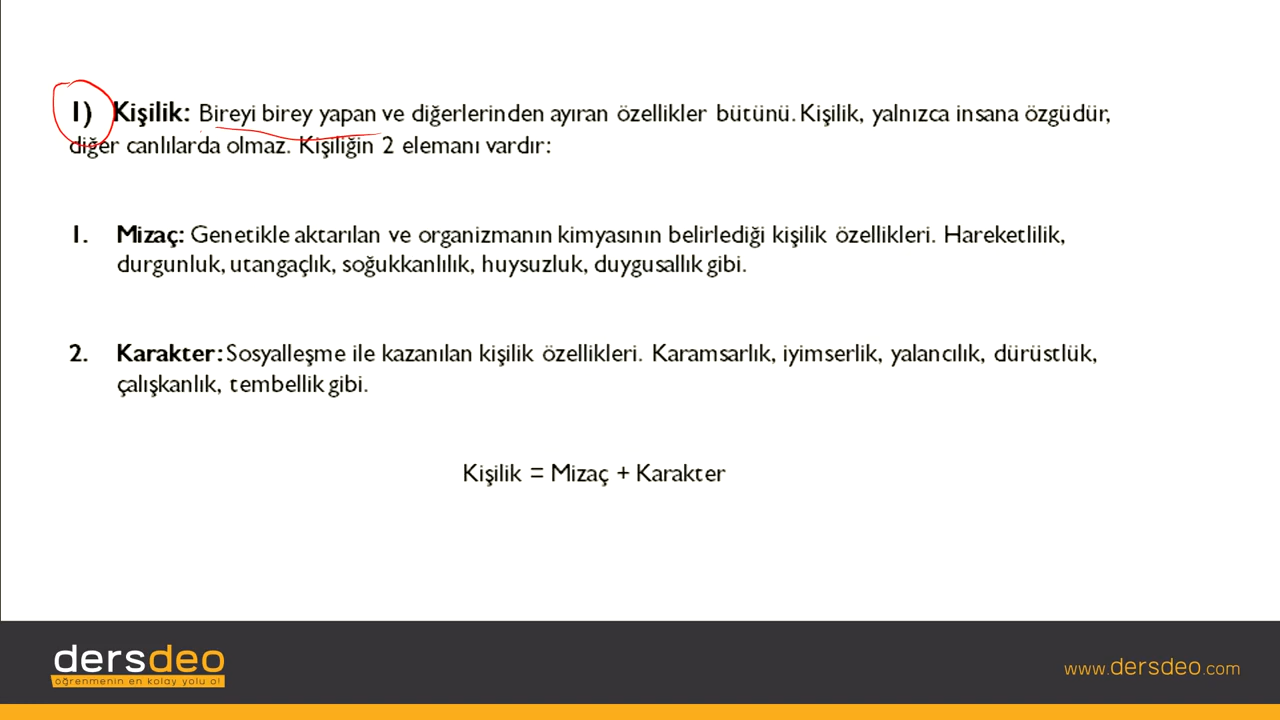 1) Kişilik: Bireyi birey yapan ve diğerlerinden ayıran özellikler bütünü. Kişilik, yalnızca insana özgüdür,
diğer canlılarda olmaz. Kişiliğin 2 elemanı vardır:
1. Mizaç: Genetikle aktarılan ve organizmanın kimyasının belirlediği kişilik özellikleri. Hareketlilik,
durgunluk, utangaçlık, soğukkanlılık, huysuzluk, duygusallık gibi.
2. Karakter: Sosyalleşme ile kazanılan kişilik özellikleri. Karamsarlık, iyimserlik, yalancılık, dürüstlük,
çalışkanlık, tembellik gibi.
Kişilik = Mizaç + Karakter
dersdeo
öğrenmenin en kolay yolu o!
www.dersdeo.com